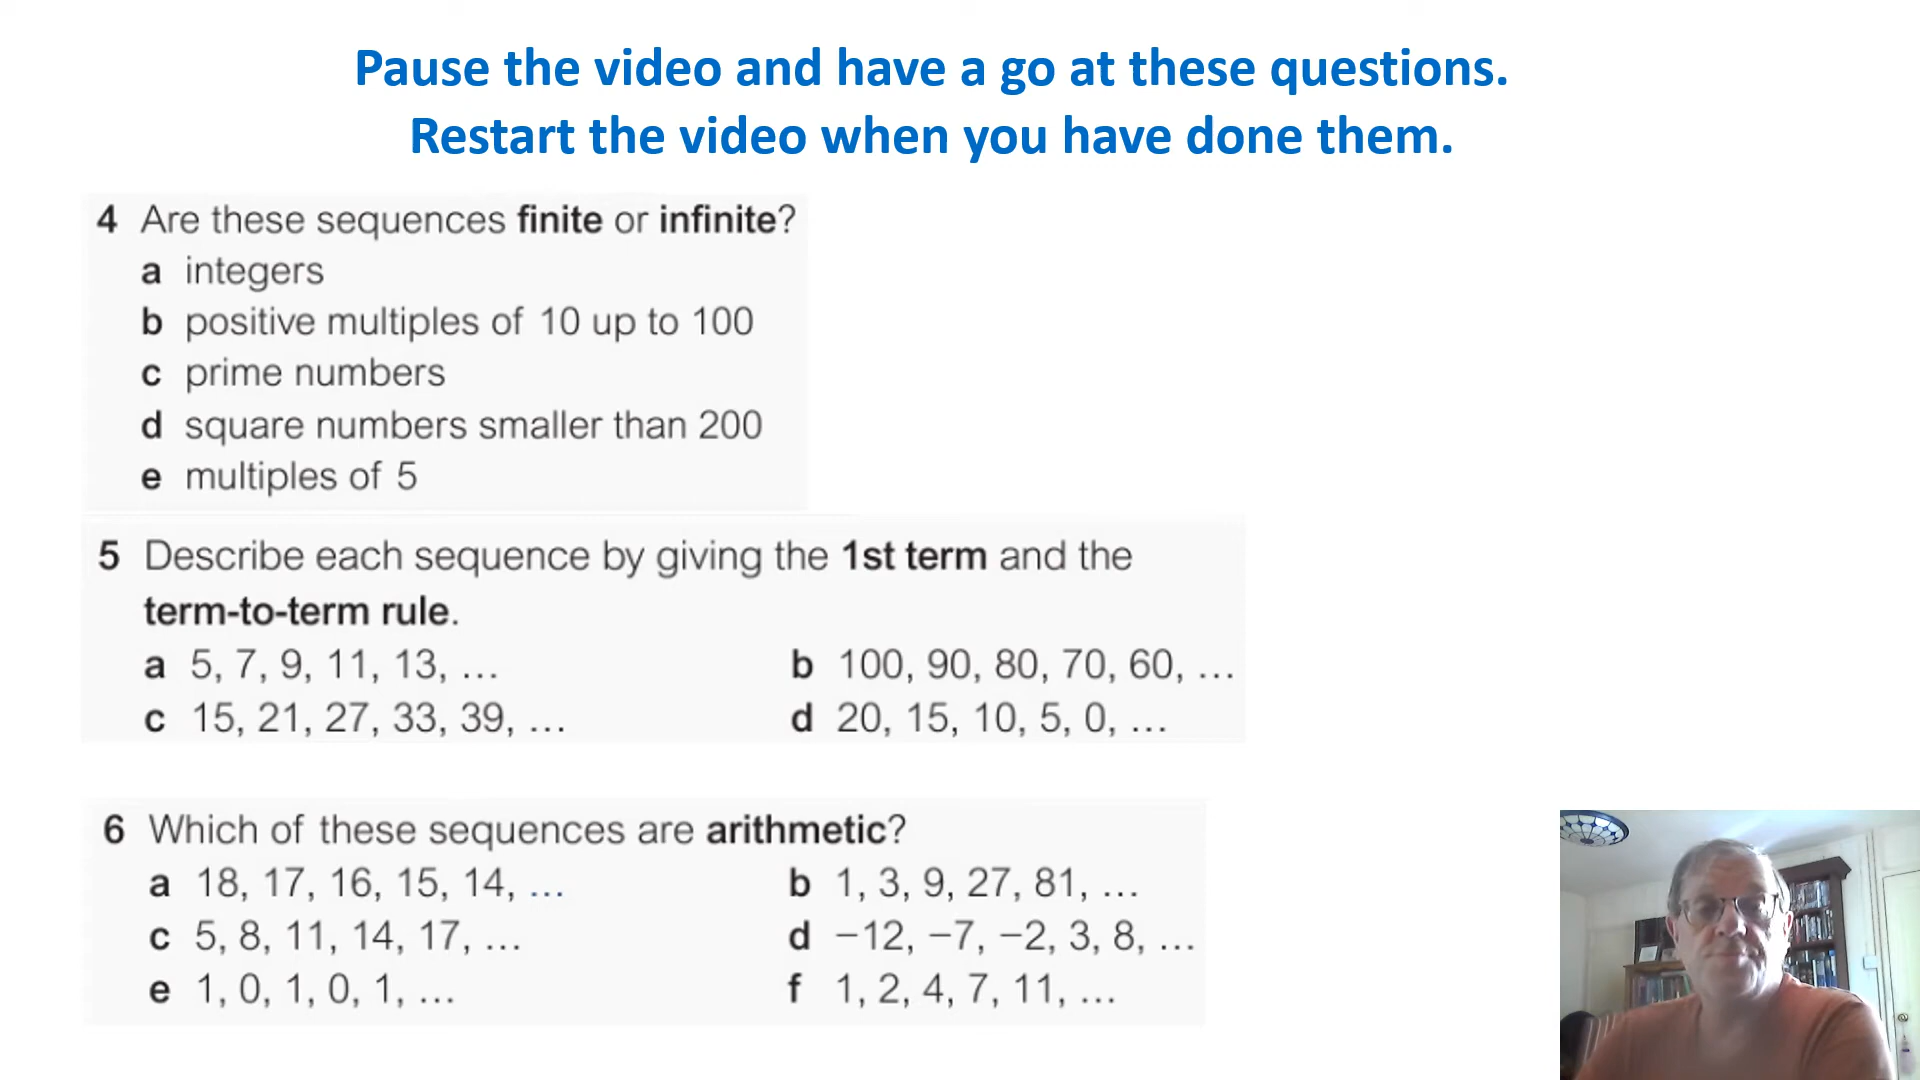 Pause the video and have a go at these questions.
Restart the video when you have done them.
4 Are these sequences finite or infinite?
a integers
b positive multiples of 10 up to 100
c prime numbers
d square numbers smaller than 200
e multiples of 5
5 Describe each sequence by giving the 1st term and the
term-to-term rule.
a 5, 7, 9, 11, 13, ... b 100, 90, 80, 70, 60, ...
c 15, 21, 27, 33, 39, ... d 20, 15, 10, 5, 0, ...
6 Which of these sequences are arithmetic?
a 18, 17, 16, 15, 14, ... b 1, 3, 9, 27, 81, ...
c 5, 8, 11, 14, 17, ... d −12, −7, −2, 3, 8, ...
e 1, 0, 1, 0, 1, ... f 1, 2, 4, 7, 11, ...